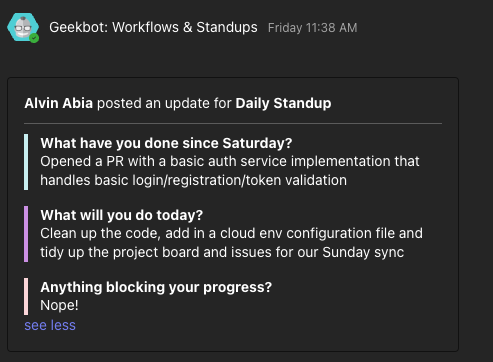 Geekbot: Workflows & Standups Friday 11:38 AM
Alvin Abia posted an update for Daily Standup
What have you done since Saturday?
Opened a PR with a basic auth service implementation that
handles basic login/registration/token validation
What will you do today?
Clean up the code, add in a cloud env configuration file and
tidy up the project board and issues for our Sunday sync
Anything blocking your progress?
Nope!
see less